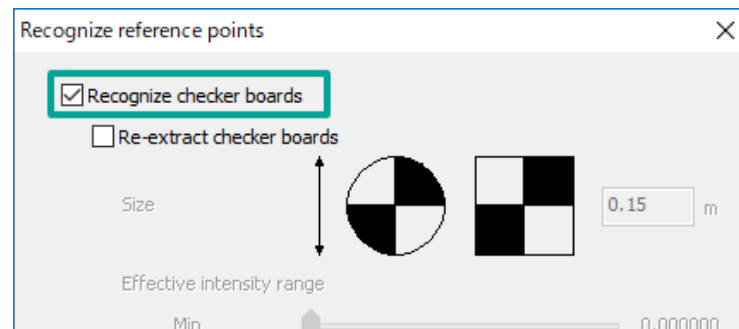 Recognize reference points
Recognize checker boards
Re-extract checker boards
Size
0.15 m
Effective intensity range
Min 0.000000